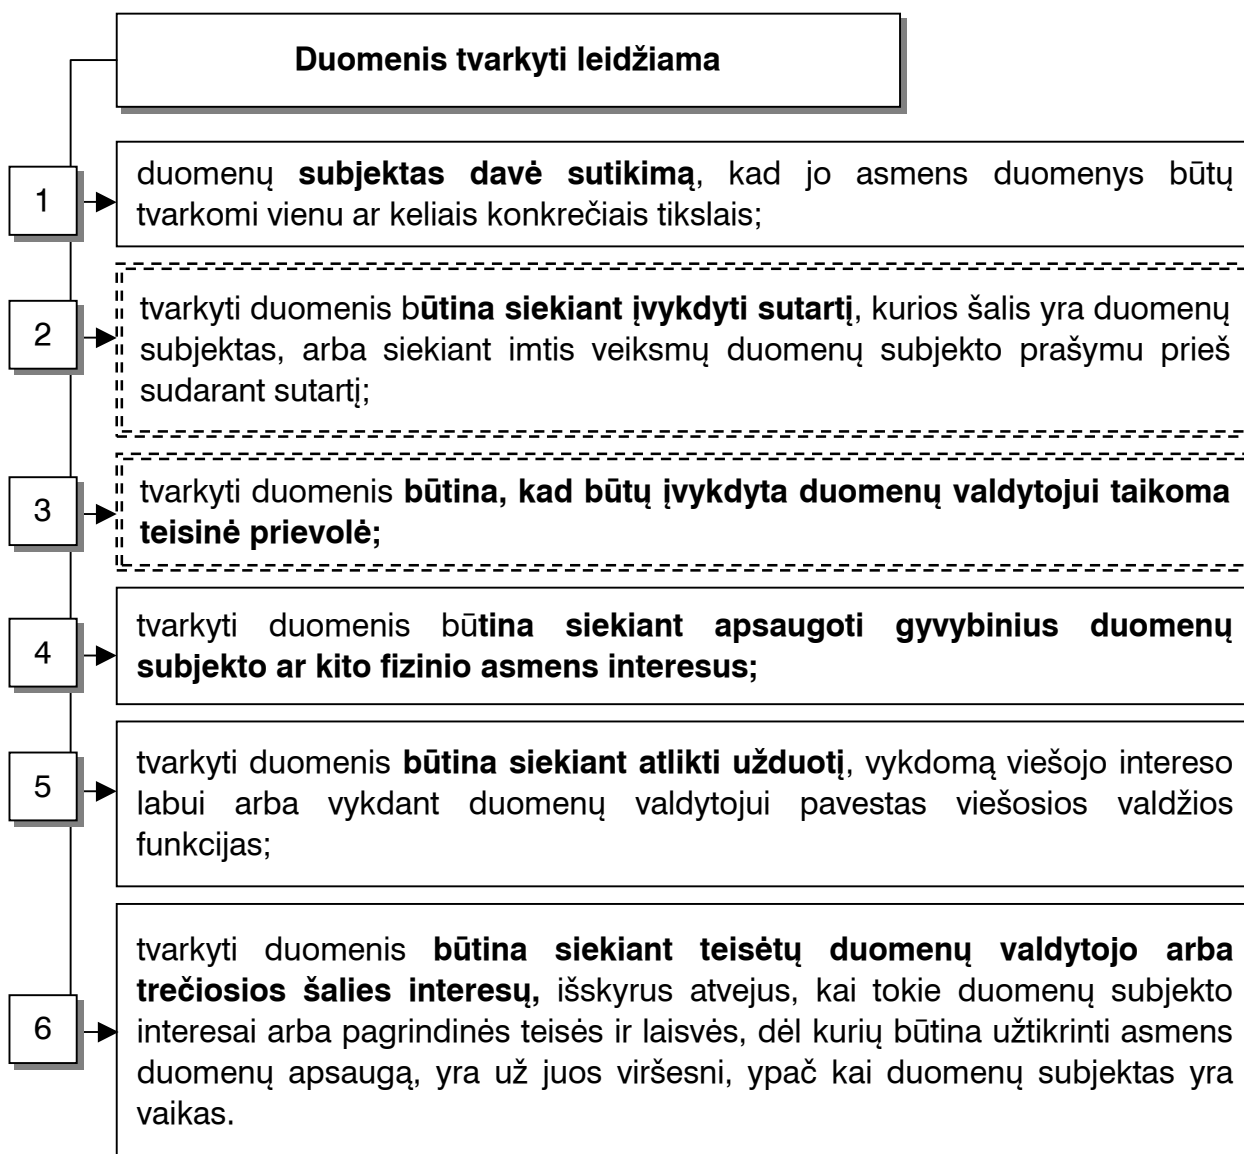 Duomenis tvarkyti leidžiama
1
duomenų subjektas davė sutikimą, kad jo asmens duomenys būtų
tvarkomi vienu ar keliais konkrečiais tikslais;
2
tvarkyti duomenis būtina siekiant įvykdyti sutartį, kurios šalis yra duomenų
subjektas, arba siekiant imtis veiksmų duomenų subjekto prašymu prieš
sudarant sutartį;
3
tvarkyti duomenis būtina, kad būtų įvykdyta duomenų valdytojui taikoma
teisinė prievolė;
4
tvarkyti duomenis būtina siekiant apsaugoti gyvybinius duomenų
subjekto ar kito fizinio asmens interesus;
5
tvarkyti duomenis būtina siekiant atlikti užduotį, vykdomą viešojo intereso
labui arba vykdant duomenų valdytojui pavestas viešosios valdžios
funkcijas;
6
tvarkyti duomenis būtina siekiant teisėtų duomenų valdytojo arba
trečiosios šalies interesų, išskyrus atvejus, kai tokie duomenų subjekto
interesai arba pagrindinės teisės ir laisvės, dėl kurių būtina užtikrinti asmens
duomenų apsaugą, yra už juos viršesni, ypač kai duomenų subjektas yra
vaikas.